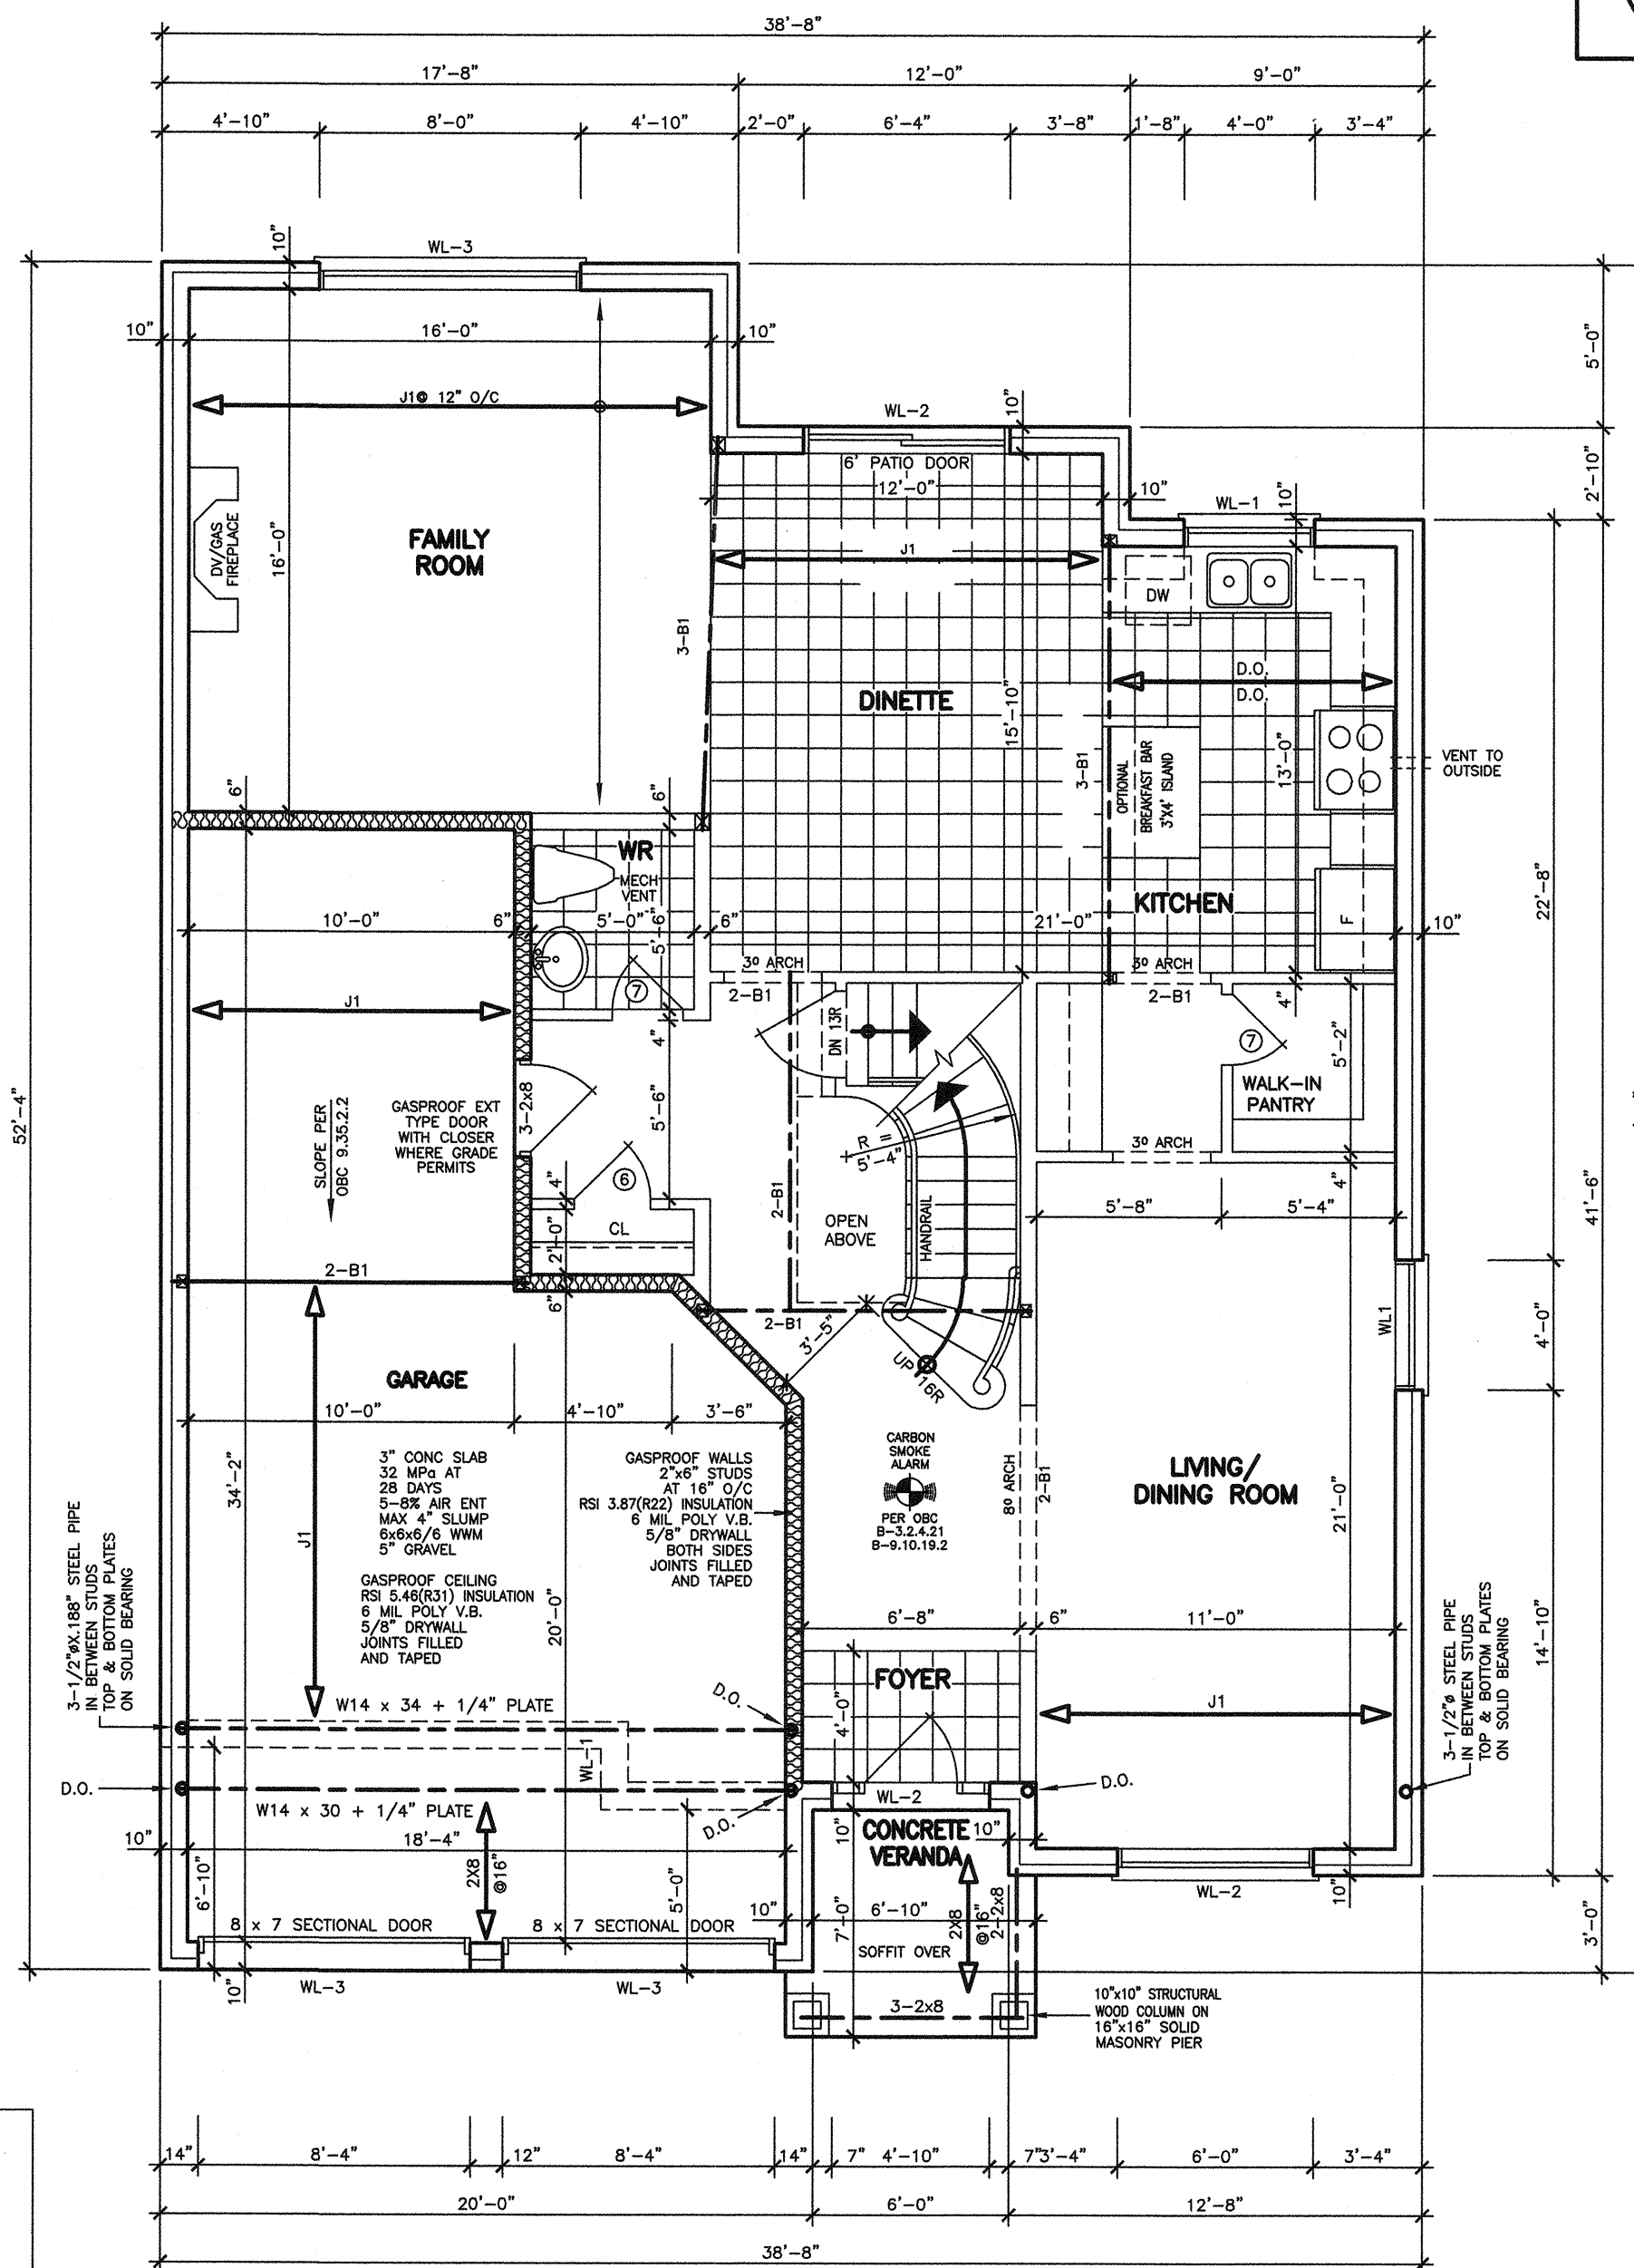 38'-8"
17'-8" 12'-0" 9'-0"
4'-10" 8'-0" 4'-10" 2'-0" 6'-4" 3'-8" 1'-8" 4'-0" 3'-4"
10" WL-3
10" 16'-0" 10"
5'-0"
J1@ 12" O/C
WL-2 10"
6' PATIO DOOR
12'-0" 10"
2'-10"
WL-1 10"
DV/GAS
FIREPLACE
16'-0"
FAMILY
ROOM
J1
DW
3-B1
D.O.
D.O.
DINETTE
15'-10"
3-B1
OPTIONAL
BREAKFAST BAR
3'X4' ISLAND
13'-0"
VENT TO
OUTSIDE
6" 6"
WR
MECH
VENT
KITCHEN
F
22'-8"
10'-0" 6" 5'-0" 6" 21'-0" 10"
5'-6"
3⁰ ARCH 3⁰ ARCH
2-B1 2-B1
7
J1
4"
DN 13R
4"
7
5'-2"
WALK-IN
PANTRY
52'-4"
SLOPE PER
OBC 9.35.2.2
GASPROOF EXT
TYPE DOOR
WITH CLOSER
WHERE GRADE
PERMITS
3-2x8
5'-6"
R =
5'-4"
3⁰ ARCH
4"
6
4"
2-B1
OPEN
ABOVE
HANDRAIL
5'-8" 5'-4"
41'-6"
2'-0"
CL
2-B1
6"
2-B1
3'-5"
UP 16R
WL1
4'-0"
GARAGE
10'-0" 4'-10" 3'-6"
34'-2"
3" CONC SLAB
32 MPa AT
28 DAYS
5-8% AIR ENT
MAX 4" SLUMP
6x6x6/6 WWM
5" GRAVEL
GASPROOF WALLS
2"x6" STUDS
AT 16" O/C
RSI 3.87(R22) INSULATION
6 MIL POLY V.B.
5/8" DRYWALL
BOTH SIDES
JOINTS FILLED
AND TAPED
CARBON
SMOKE
ALARM
PER OBC
B-3.2.4.21
B-9.10.19.2
8⁰ ARCH
2-B1
LIVING/
DINING ROOM
21'-0"
J1
3-1/2"øX.188" STEEL PIPE
IN BETWEEN STUDS
TOP & BOTTOM PLATES
ON SOLID BEARING
GASPROOF CEILING
RSI 5.46(R31) INSULATION
6 MIL POLY V.B.
5/8" DRYWALL
JOINTS FILLED
AND TAPED
20'-0"
6'-8" 6" 11'-0"
3-1/2"ø STEEL PIPE
IN BETWEEN STUDS
TOP & BOTTOM PLATES
ON SOLID BEARING
14'-10"
FOYER
4'-0"
D.O.
W14 x 34 + 1/4" PLATE
J1
WL-1
D.O.
W14 x 30 + 1/4" PLATE
D.O.
WL-2
D.O.
10" 18'-4"
10"
CONCRETE
VERANDA
10"
6'-10"
2X8
@16"
5'-0"
WL-2
10"
3'-0"
8 x 7 SECTIONAL DOOR 8 x 7 SECTIONAL DOOR
10" 6'-10"
7'-0"
2X8
@16"
2-2x8
SOFFIT OVER
10"
WL-3 WL-3
3-2x8
10"x10" STRUCTURAL
WOOD COLUMN ON
16"x16" SOLID
MASONRY PIER
14" 8'-4" 12" 8'-4" 14" 7" 4'-10" 7" 3'-4" 6'-0" 3'-4"
20'-0" 6'-0" 12'-8"
38'-8"